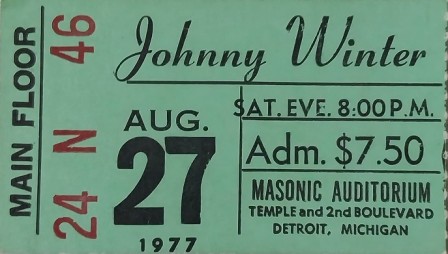 MAIN FLOOR
24 N 46
Johnny Winter
AUG.
27
1977
SAT. EVE. 8:00 P.M.
Adm. $7.50
MASONIC AUDITORIUM
TEMPLE and 2nd BOULEVARD
DETROIT, MICHIGAN